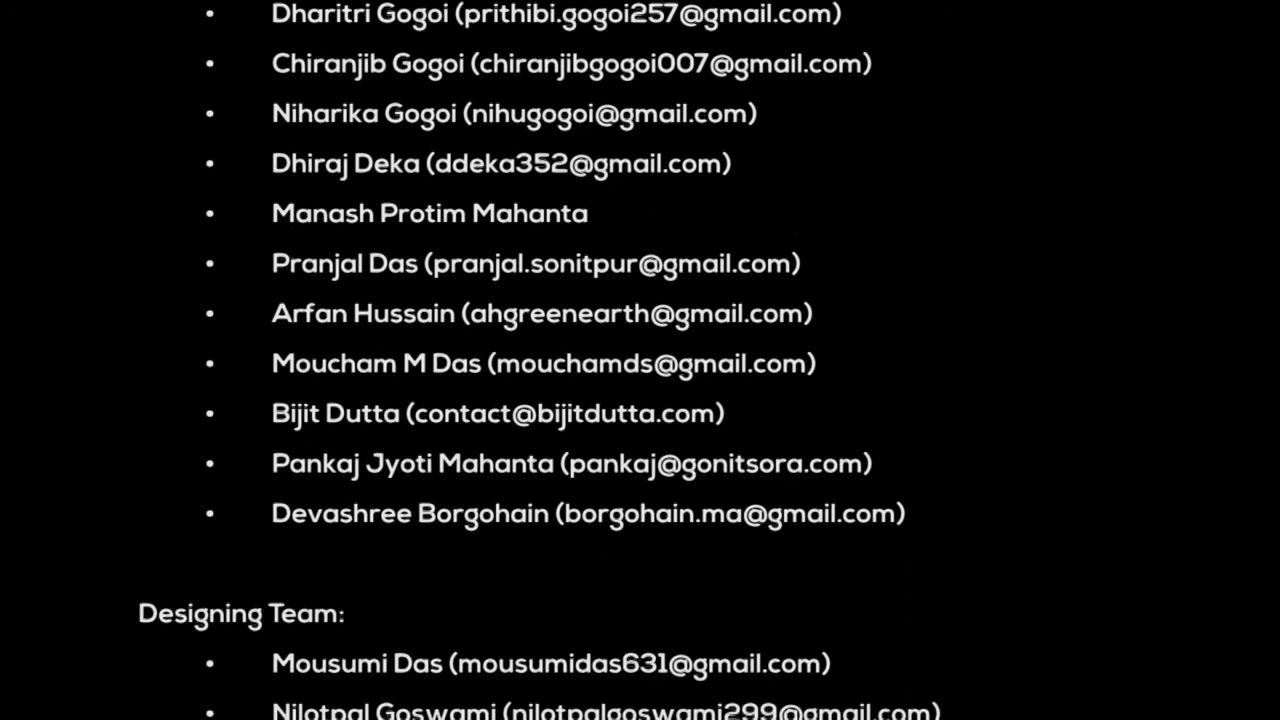 • Dharitri Gogoi (prithibi.gogoi257@gmail.com)
• Chiranjib Gogoi (chiranjibgogoi007@gmail.com)
• Niharika Gogoi (nihugogoi@gmail.com)
• Dhiraj Deka (ddeka352@gmail.com)
• Manash Protim Mahanta
• Pranjal Das (pranjal.sonitpur@gmail.com)
• Arfan Hussain (ahgreenearth@gmail.com)
• Moucham M Das (mouchamds@gmail.com)
• Bijit Dutta (contact@bijitdutta.com)
• Pankaj Jyoti Mahanta (pankaj@gonitsora.com)
• Devashree Borgohain (borgohain.ma@gmail.com)
Designing Team:
• Mousumi Das (mousumidas631@gmail.com)
• Nilotpal Goswami (nilotpalgoswami299@gmail.com)